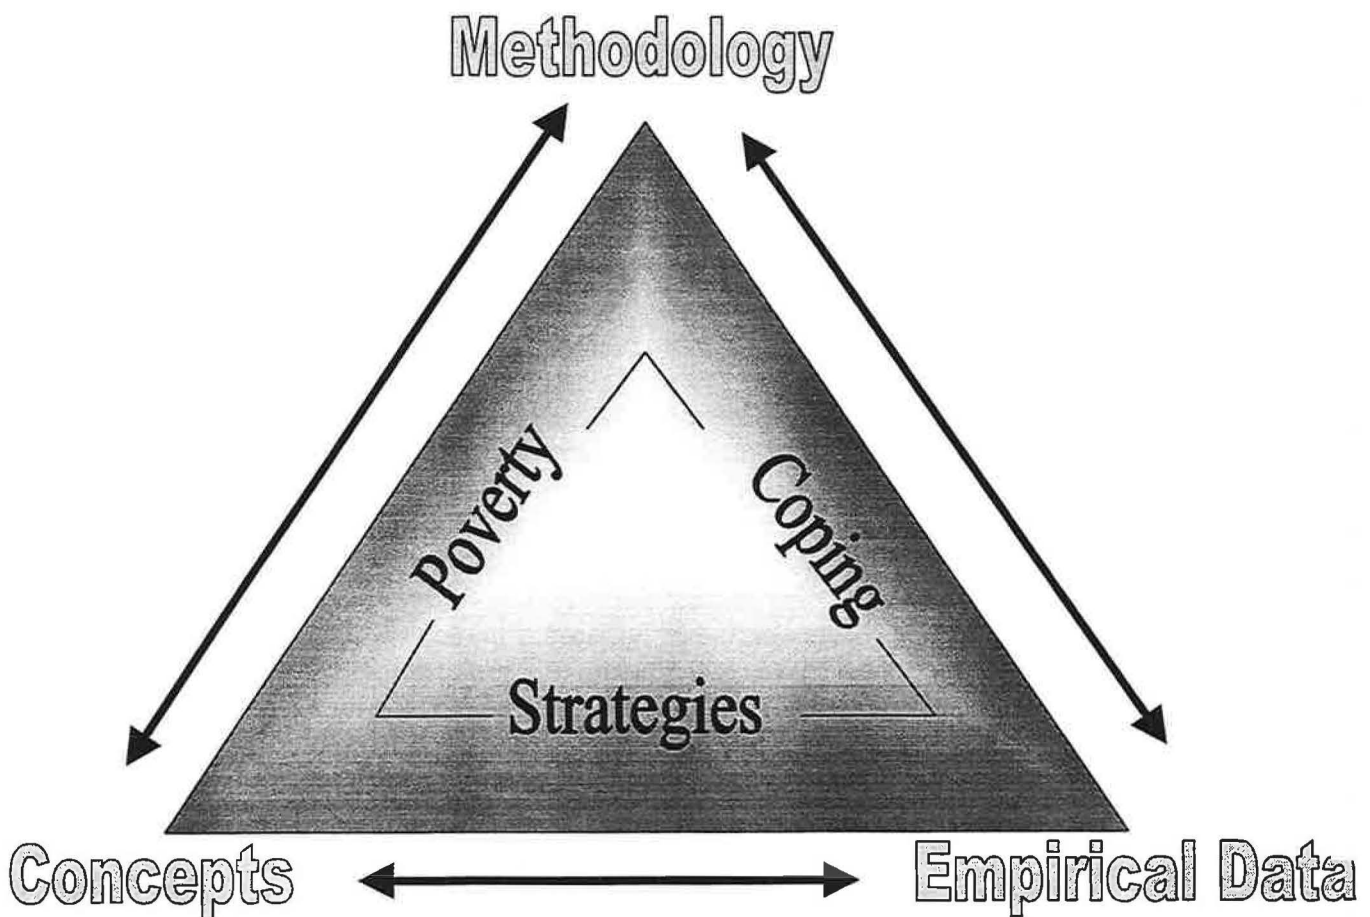 Methodology
Poverty
Coping
Strategies
Concepts
Empirical Data